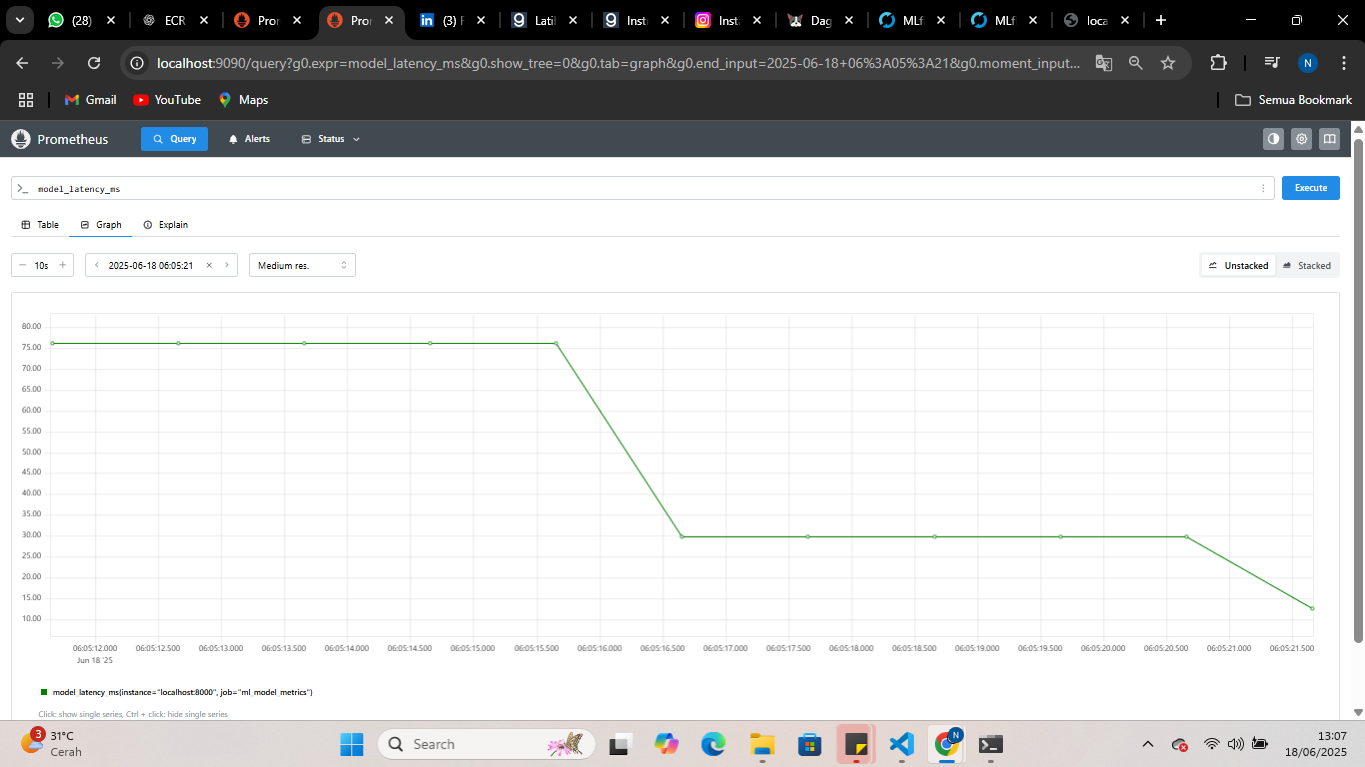 (28)
ECR
Pro
Pro
(3) F
Latil
Inst
Insta
Dag
MLf
MLf
loca
localhost:9090/query?g0.expr=model_latency_ms&g0.show_tree=0&g0.tab=graph&g0.end_input=2025-06-18+06%3A05%3A21&g0.moment_input...
N
Gmail
YouTube
Maps
Semua Bookmark
Prometheus
Query
Alerts
Status
>_ model_latency_ms
Execute
Table
Graph
Explain
− 10s +
2025-06-18 06:05:21
Medium res.
Unstacked
Stacked
80.00
75.00
70.00
65.00
60.00
55.00
50.00
45.00
40.00
35.00
30.00
25.00
20.00
15.00
10.00
06:05:12.000 06:05:12.500 06:05:13.000 06:05:13.500 06:05:14.000 06:05:14.500 06:05:15.000 06:05:15.500 06:05:16.000 06:05:16.500 06:05:17.000 06:05:17.500 06:05:18.000 06:05:18.500 06:05:19.000 06:05:19.500 06:05:20.000 06:05:20.500 06:05:21.000 06:05:21.500
Jun 18 '25
model_latency_ms{instance="localhost:8000", job="ml_model_metrics"}
Click: show single series, Ctrl + click: hide single series
3
31°C
Cerah
Search
N
13:07
18/06/2025